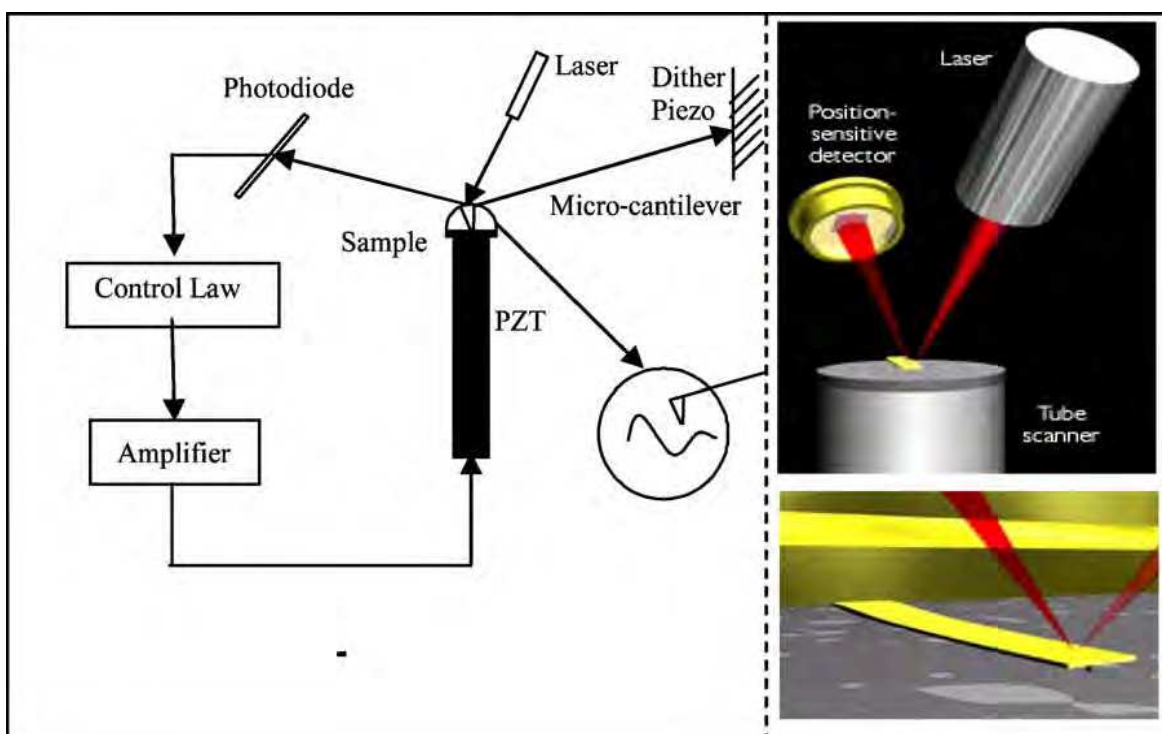 Laser
Dither
Piezo
Photodiode
Micro-cantilever
Sample
Control Law
PZT
Amplifier
Laser
Position-
sensitive
detector
Tube
scanner